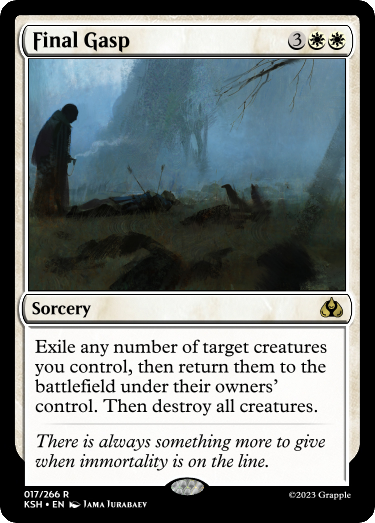 Final Gasp 3
Sorcery
Exile any number of target creatures
you control, then return them to the
battlefield under their owners'
control. Then destroy all creatures.
There is always something more to give
when immortality is on the line.
017/266 R
KSH • EN Jama Jurabaev
©2023 Grapple